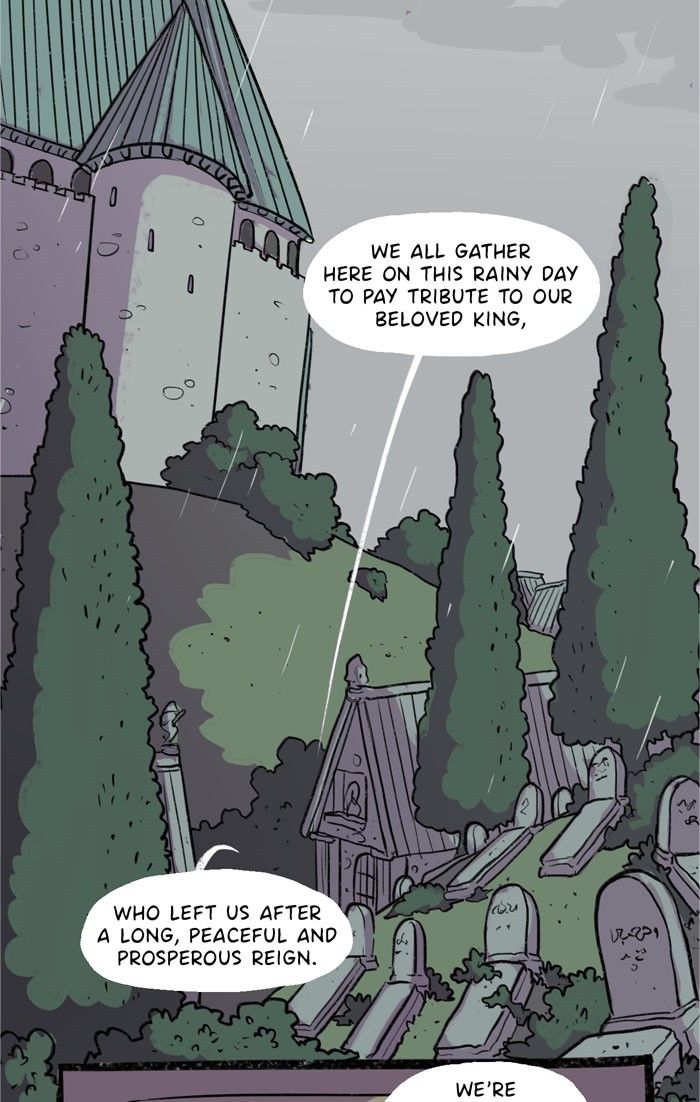 WE ALL GATHER
HERE ON THIS RAINY DAY
TO PAY TRIBUTE TO OUR
BELOVED KING,
WHO LEFT US AFTER
A LONG, PEACEFUL AND
PROSPEROUS REIGN.
WE'RE